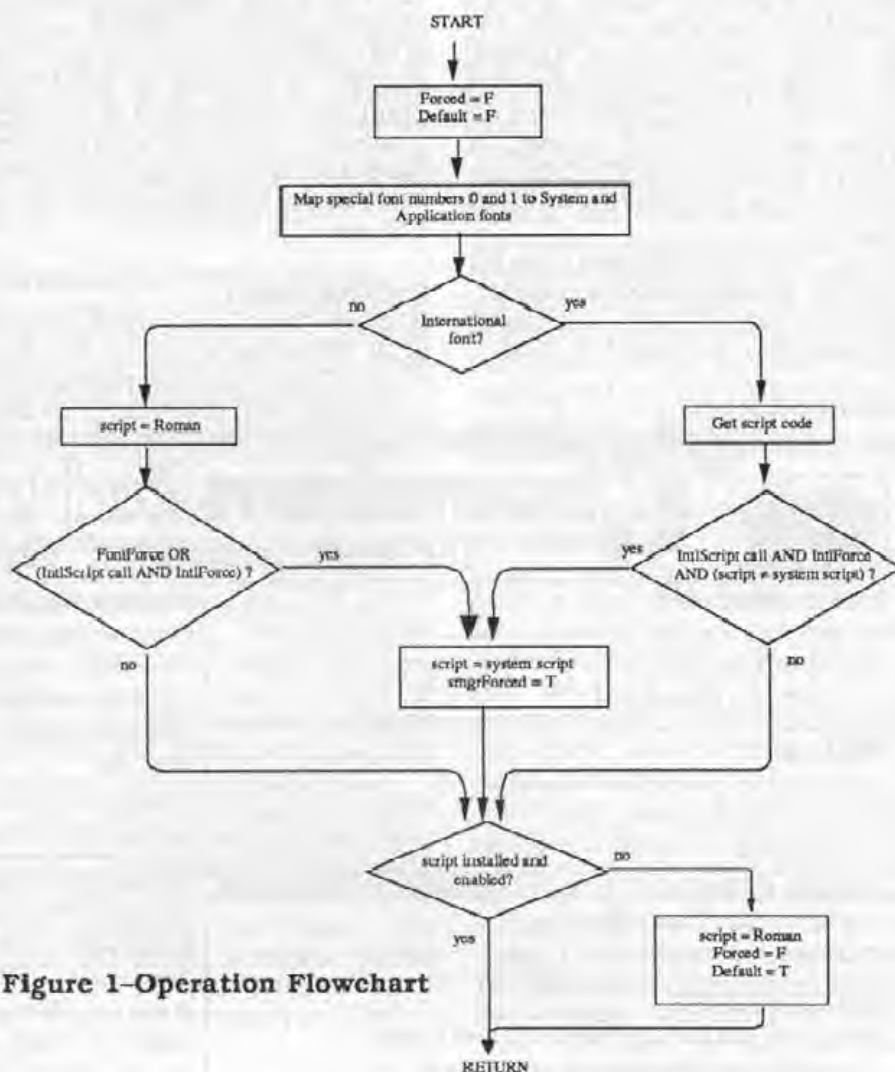 START
Forced = F
Default = F
Map special font numbers 0 and 1 to System and
Application fonts
no
yes
International
font?
script = Roman
Get script code
FontForce OR
(IntlScript call AND IntlForce) ?
yes
yes
IntlScript call AND IntlForce
AND (script ≠ system script) ?
no
script = system script
smgrForced = T
no
script installed and
enabled?
no
yes
script = Roman
Forced = F
Default = T
Figure 1–Operation Flowchart
RETURN